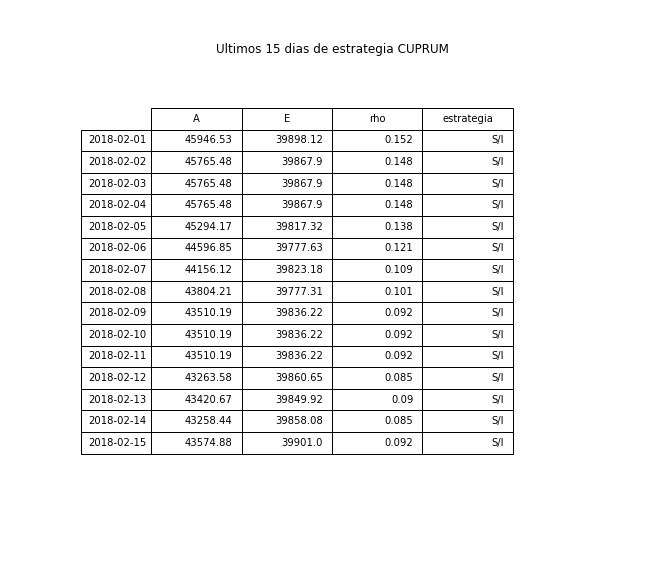 Ultimos 15 dias de estrategia CUPRUM
A E rho estrategia
2018-02-01 45946.53 39898.12 0.152 S/I
2018-02-02 45765.48 39867.9 0.148 S/I
2018-02-03 45765.48 39867.9 0.148 S/I
2018-02-04 45765.48 39867.9 0.148 S/I
2018-02-05 45294.17 39817.32 0.138 S/I
2018-02-06 44596.85 39777.63 0.121 S/I
2018-02-07 44156.12 39823.18 0.109 S/I
2018-02-08 43804.21 39777.31 0.101 S/I
2018-02-09 43510.19 39836.22 0.092 S/I
2018-02-10 43510.19 39836.22 0.092 S/I
2018-02-11 43510.19 39836.22 0.092 S/I
2018-02-12 43263.58 39860.65 0.085 S/I
2018-02-13 43420.67 39849.92 0.09 S/I
2018-02-14 43258.44 39858.08 0.085 S/I
2018-02-15 43574.88 39901.0 0.092 S/I